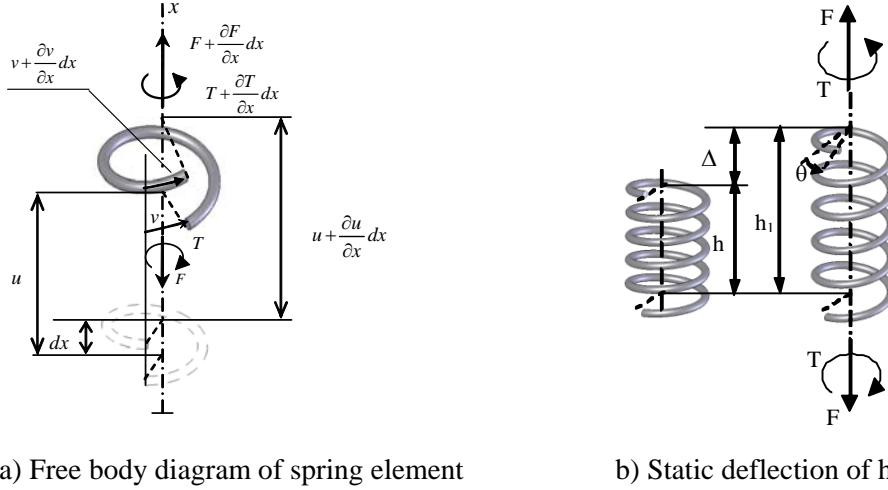 x
F + ∂F/∂x dx
v + ∂v/∂x dx
T + ∂T/∂x dx
v
T
u
u + ∂u/∂x dx
F
dx
a) Free body diagram of spring element
F
T
Δ
θ
h
h₁
T
F
b) Static deflection of h